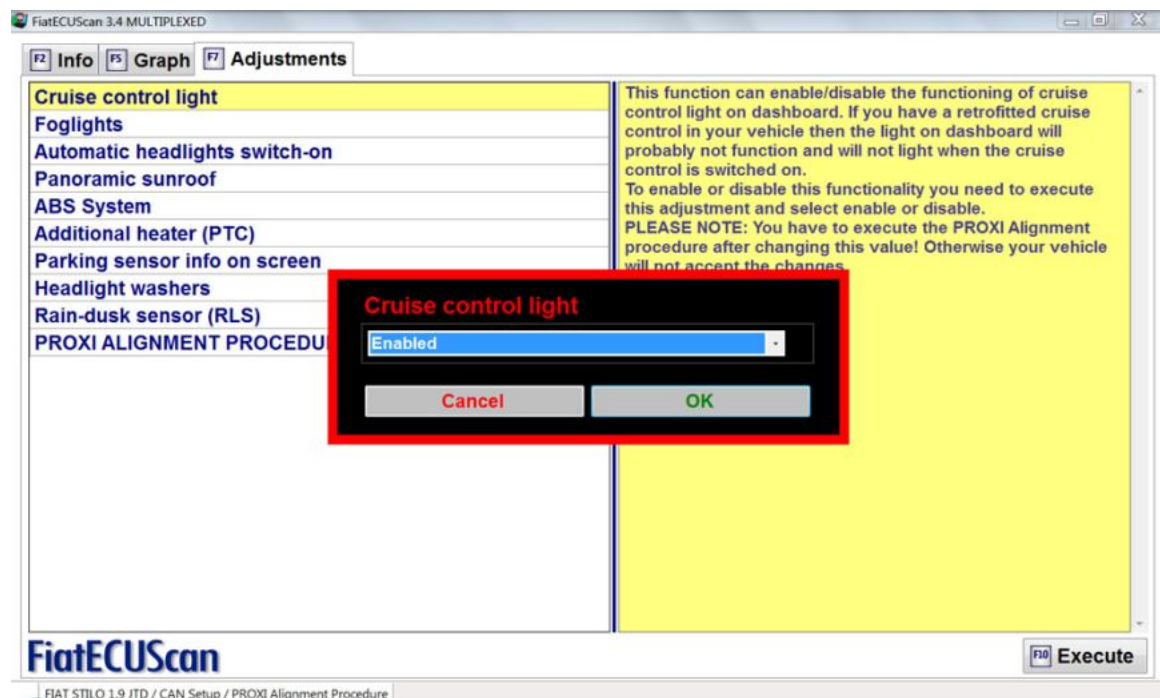 FiatECUScan 3.4 MULTIPLEXED
F2 Info F5 Graph F7 Adjustments
Cruise control light
Foglights
Automatic headlights switch-on
Panoramic sunroof
ABS System
Additional heater (PTC)
Parking sensor info on screen
Headlight washers
Rain-dusk sensor (RLS)
PROXI ALIGNMENT PROCEDU
This function can enable/disable the functioning of cruise
control light on dashboard. If you have a retrofitted cruise
control in your vehicle then the light on dashboard will
probably not function and will not light when the cruise
control is switched on.
To enable or disable this functionality you need to execute
this adjustment and select enable or disable.
PLEASE NOTE: You have to execute the PROXI Alignment
procedure after changing this value! Otherwise your vehicle
will not accept the changes.
Cruise control light
Enabled
Cancel OK
FiatECUScan
F10 Execute
FIAT STILO 1.9 JTD / CAN Setup / PROXI Alignment Procedure